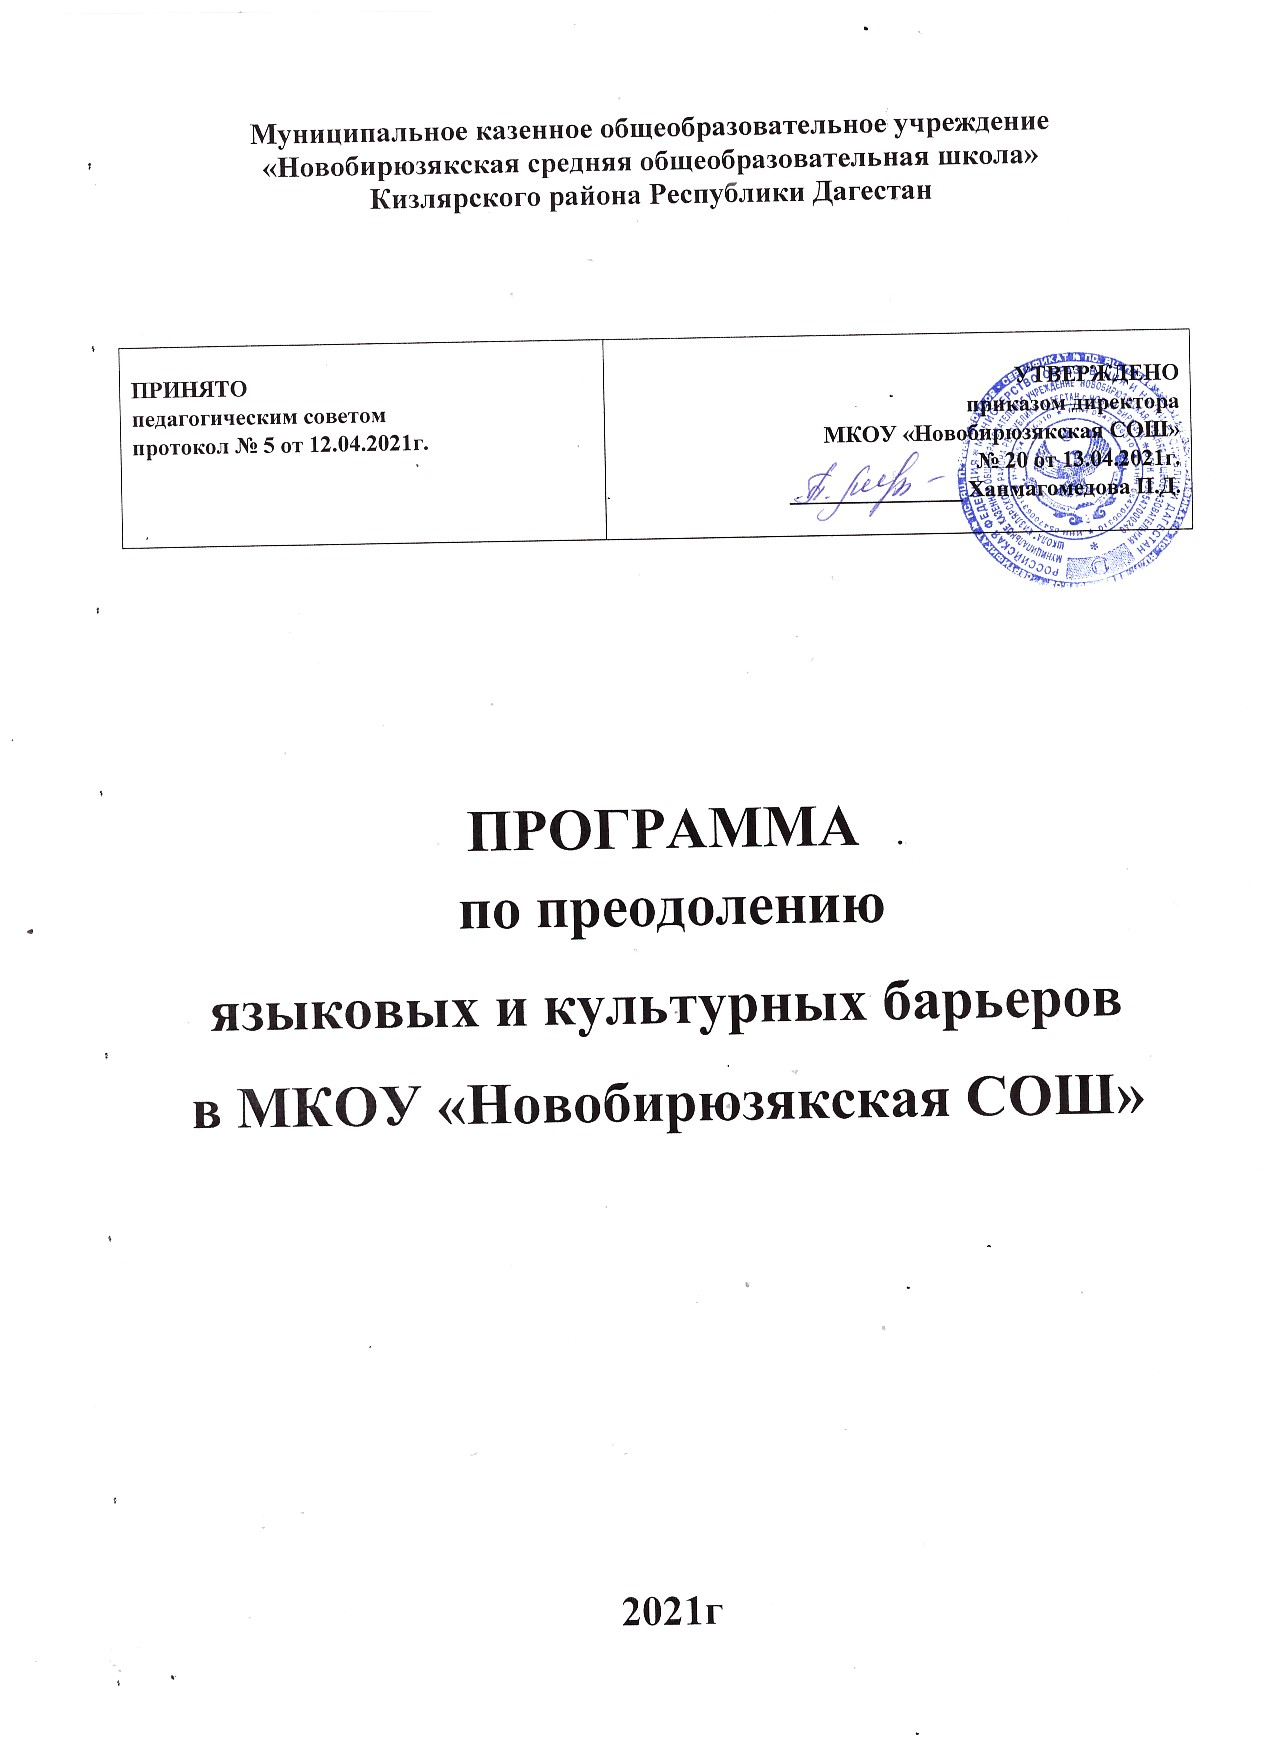 Муниципальное казенное общеобразовательное учреждение
«Новобирюзякская средняя общеобразовательная школа»
Кизлярского района Республики Дагестан
ПРИНЯТО
педагогическим советом
протокол № 5 от 12.04.2021г.
УТВЕРЖДЕНО
приказом директора
МКОУ «Новобирюзякская СОШ»
№ 20 от 13.04.2021г.
Ханмагомедова П.Д.
ПРОГРАММА
по преодолению
языковых и культурных барьеров
в МКОУ «Новобирюзякская СОШ»
2021г